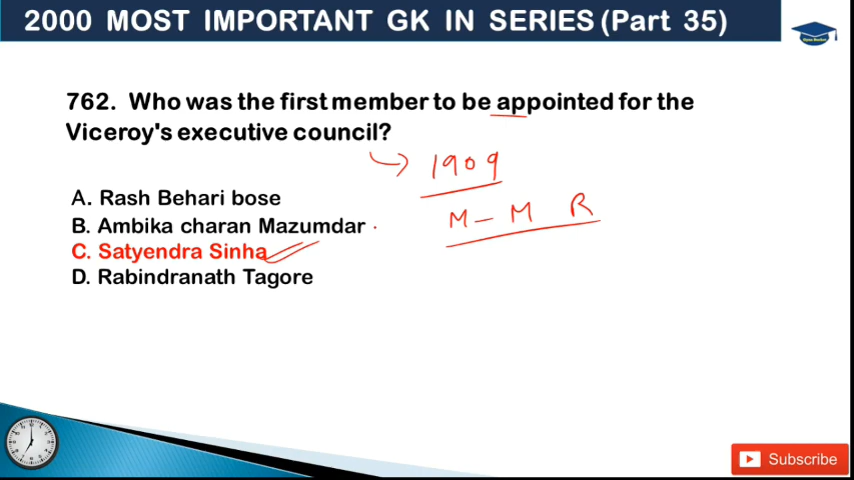 2000 MOST IMPORTANT GK IN SERIES (Part 35)
762. Who was the first member to be appointed for the
Viceroy's executive council?
1909
M - M R
A. Rash Behari bose
B. Ambika charan Mazumdar
C. Satyendra Sinha
D. Rabindranath Tagore
Subscribe